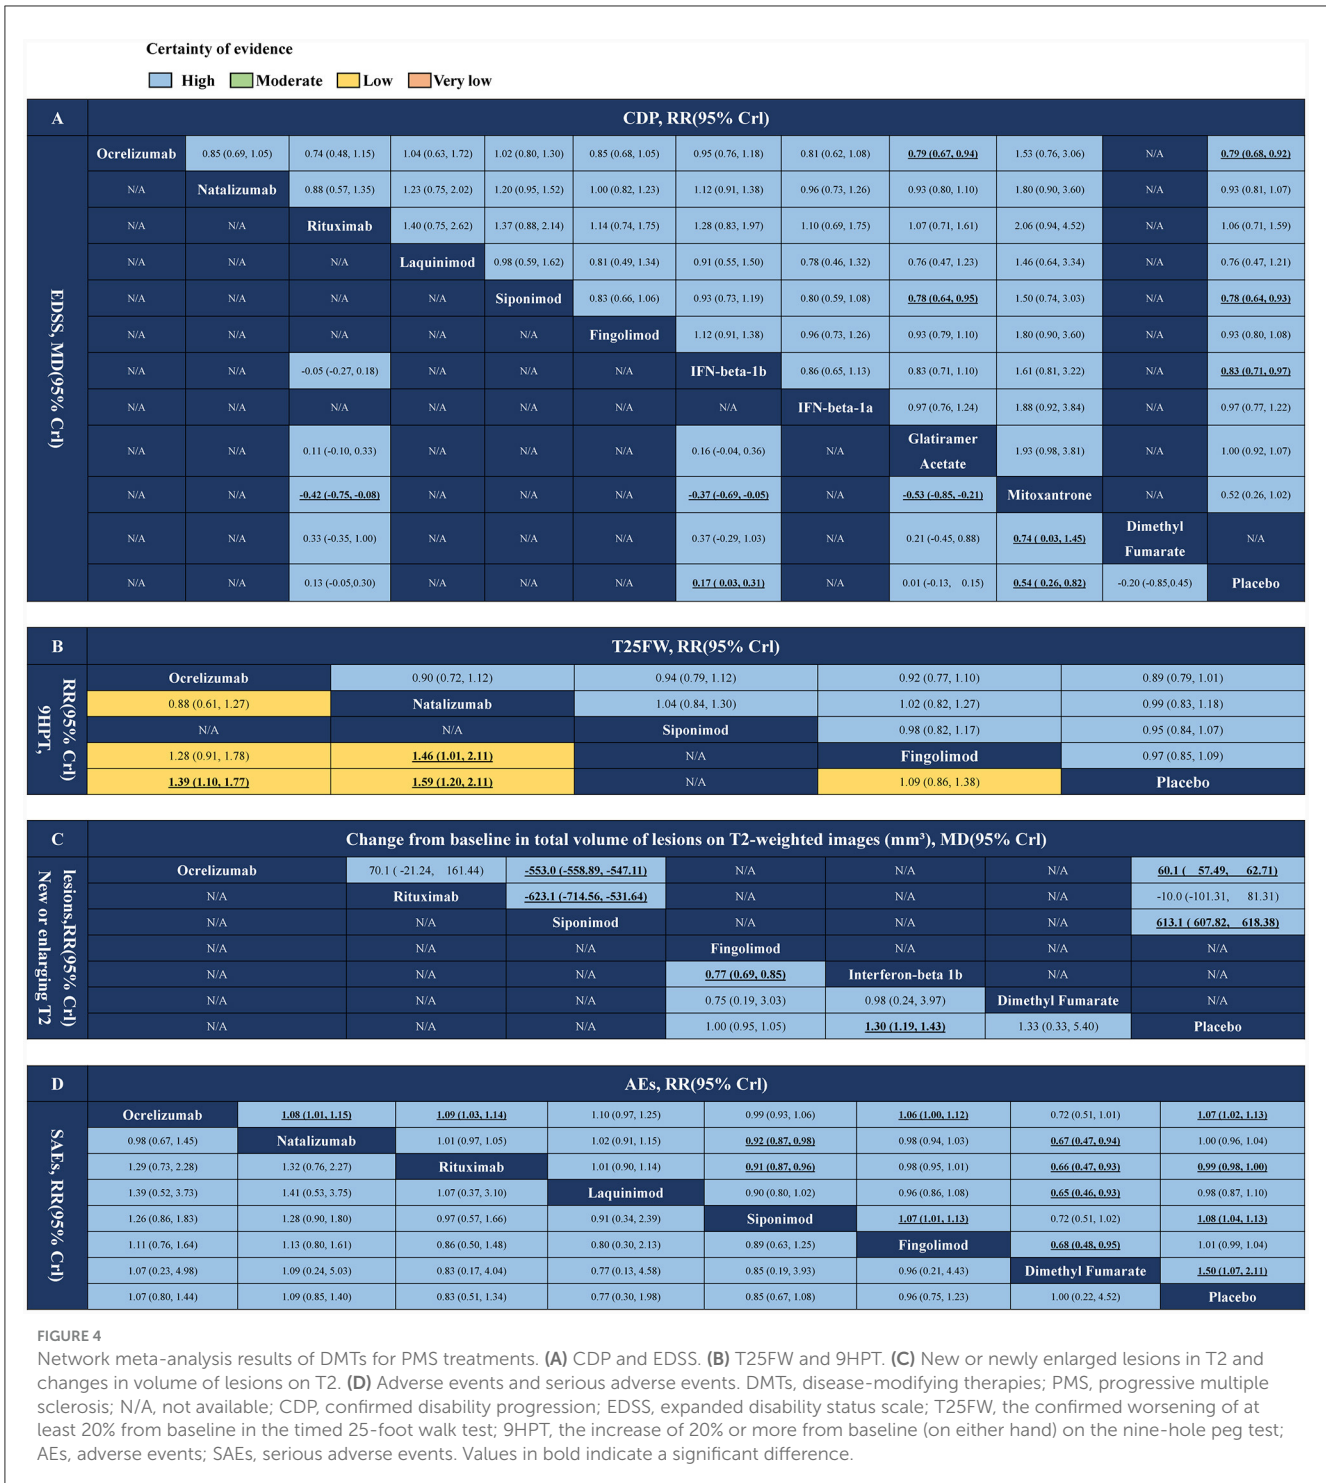 Certainty of evidence
High Moderate Low Very low
A CDP, RR(95% Crl)
EDSS, MD(95% Crl)
Ocrelizumab 0.85 (0.69, 1.05) 0.74 (0.48, 1.15) 1.04 (0.63, 1.72) 1.02 (0.80, 1.30) 0.85 (0.68, 1.05) 0.95 (0.76, 1.18) 0.81 (0.62, 1.08) 0.79 (0.67, 0.94) 1.53 (0.76, 3.06) N/A 0.79 (0.68, 0.92)
N/A Natalizumab 0.88 (0.57, 1.35) 1.23 (0.75, 2.02) 1.20 (0.95, 1.52) 1.00 (0.82, 1.23) 1.12 (0.91, 1.38) 0.96 (0.73, 1.26) 0.93 (0.80, 1.10) 1.80 (0.90, 3.60) N/A 0.93 (0.81, 1.07)
N/A N/A Rituximab 1.40 (0.75, 2.62) 1.37 (0.88, 2.14) 1.14 (0.74, 1.75) 1.28 (0.83, 1.97) 1.10 (0.69, 1.75) 1.07 (0.71, 1.61) 2.06 (0.94, 4.52) N/A 1.06 (0.71, 1.59)
N/A N/A N/A Laquinimod 0.98 (0.59, 1.62) 0.81 (0.49, 1.34) 0.91 (0.55, 1.50) 0.78 (0.46, 1.32) 0.76 (0.47, 1.23) 1.46 (0.64, 3.34) N/A 0.76 (0.47, 1.21)
N/A N/A N/A N/A Siponimod 0.83 (0.66, 1.06) 0.93 (0.73, 1.19) 0.80 (0.59, 1.08) 0.78 (0.64, 0.95) 1.50 (0.74, 3.03) N/A 0.78 (0.64, 0.93)
N/A N/A N/A N/A N/A Fingolimod 1.12 (0.91, 1.38) 0.96 (0.73, 1.26) 0.93 (0.79, 1.10) 1.80 (0.90, 3.60) N/A 0.93 (0.80, 1.08)
N/A N/A -0.05 (-0.27, 0.18) N/A N/A N/A IFN-beta-1b 0.86 (0.65, 1.13) 0.83 (0.71, 1.10) 1.61 (0.81, 3.22) N/A 0.83 (0.71, 0.97)
N/A N/A N/A N/A N/A N/A N/A IFN-beta-1a 0.97 (0.76, 1.24) 1.88 (0.92, 3.84) N/A 0.97 (0.77, 1.22)
N/A N/A 0.11 (-0.10, 0.33) N/A N/A N/A 0.16 (-0.04, 0.36) N/A Glatiramer Acetate 1.93 (0.98, 3.81) N/A 1.00 (0.92, 1.07)
N/A N/A -0.42 (-0.75, -0.08) N/A N/A N/A -0.37 (-0.69, -0.05) N/A -0.53 (-0.85, -0.21) Mitoxantrone N/A 0.52 (0.26, 1.02)
N/A N/A 0.33 (-0.35, 1.00) N/A N/A N/A 0.37 (-0.29, 1.03) N/A 0.21 (-0.45, 0.88) 0.74 ( 0.03, 1.45) Dimethyl Fumarate N/A
N/A N/A 0.13 (-0.05,0.30) N/A N/A N/A 0.17 ( 0.03, 0.31) N/A 0.01 (-0.13, 0.15) 0.54 ( 0.26, 0.82) -0.20 (-0.85,0.45) Placebo
B T25FW, RR(95% Crl)
9HPT, RR(95% Crl)
Ocrelizumab 0.90 (0.72, 1.12) 0.94 (0.79, 1.12) 0.92 (0.77, 1.10) 0.89 (0.79, 1.01)
0.88 (0.61, 1.27) Natalizumab 1.04 (0.84, 1.30) 1.02 (0.82, 1.27) 0.99 (0.83, 1.18)
N/A N/A Siponimod 0.98 (0.82, 1.17) 0.95 (0.84, 1.07)
1.28 (0.91, 1.78) 1.46 (1.01, 2.11) N/A Fingolimod 0.97 (0.85, 1.09)
1.39 (1.10, 1.77) 1.59 (1.20, 2.11) N/A 1.09 (0.86, 1.38) Placebo
C Change from baseline in total volume of lesions on T2-weighted images (mm³), MD(95% Crl)
New or enlarging T2
lesions,RR(95% Crl)
Ocrelizumab 70.1 ( -21.24, 161.44) -553.0 (-558.89, -547.11) N/A N/A N/A 60.1 ( 57.49, 62.71)
N/A Rituximab -623.1 (-714.56, -531.64) N/A N/A N/A -10.0 (-101.31, 81.31)
N/A N/A Siponimod N/A N/A N/A 613.1 ( 607.82, 618.38)
N/A N/A N/A Fingolimod N/A N/A N/A
N/A N/A N/A 0.77 (0.69, 0.85) Interferon-beta 1b N/A N/A
N/A N/A N/A 0.75 (0.19, 3.03) 0.98 (0.24, 3.97) Dimethyl Fumarate N/A
N/A N/A N/A 1.00 (0.95, 1.05) 1.30 (1.19, 1.43) 1.33 (0.33, 5.40) Placebo
D AEs, RR(95% Crl)
SAEs, RR(95% Crl)
Ocrelizumab 1.08 (1.01, 1.15) 1.09 (1.03, 1.14) 1.10 (0.97, 1.25) 0.99 (0.93, 1.06) 1.06 (1.00, 1.12) 0.72 (0.51, 1.01) 1.07 (1.02, 1.13)
0.98 (0.67, 1.45) Natalizumab 1.01 (0.97, 1.05) 1.02 (0.91, 1.15) 0.92 (0.87, 0.98) 0.98 (0.94, 1.03) 0.67 (0.47, 0.94) 1.00 (0.96, 1.04)
1.29 (0.73, 2.28) 1.32 (0.76, 2.27) Rituximab 1.01 (0.90, 1.14) 0.91 (0.87, 0.96) 0.98 (0.95, 1.01) 0.66 (0.47, 0.93) 0.99 (0.98, 1.00)
1.39 (0.52, 3.73) 1.41 (0.53, 3.75) 1.07 (0.37, 3.10) Laquinimod 0.90 (0.80, 1.02) 0.96 (0.86, 1.08) 0.65 (0.46, 0.93) 0.98 (0.87, 1.10)
1.26 (0.86, 1.83) 1.28 (0.90, 1.80) 0.97 (0.57, 1.66) 0.91 (0.34, 2.39) Siponimod 1.07 (1.01, 1.13) 0.72 (0.51, 1.02) 1.08 (1.04, 1.13)
1.11 (0.76, 1.64) 1.13 (0.80, 1.61) 0.86 (0.50, 1.48) 0.80 (0.30, 2.13) 0.89 (0.63, 1.25) Fingolimod 0.68 (0.48, 0.95) 1.01 (0.99, 1.04)
1.07 (0.23, 4.98) 1.09 (0.24, 5.03) 0.83 (0.17, 4.04) 0.77 (0.13, 4.58) 0.85 (0.19, 3.93) 0.96 (0.21, 4.43) Dimethyl Fumarate 1.50 (1.07, 2.11)
1.07 (0.80, 1.44) 1.09 (0.85, 1.40) 0.83 (0.51, 1.34) 0.77 (0.30, 1.98) 0.85 (0.67, 1.08) 0.96 (0.75, 1.23) 1.00 (0.22, 4.52) Placebo
FIGURE 4
Network meta-analysis results of DMTs for PMS treatments. (A) CDP and EDSS. (B) T25FW and 9HPT. (C) New or newly enlarged lesions in T2 and
changes in volume of lesions on T2. (D) Adverse events and serious adverse events. DMTs, disease-modifying therapies; PMS, progressive multiple
sclerosis; N/A, not available; CDP, confirmed disability progression; EDSS, expanded disability status scale; T25FW, the confirmed worsening of at
least 20% from baseline in the timed 25-foot walk test; 9HPT, the increase of 20% or more from baseline (on either hand) on the nine-hole peg test;
AEs, adverse events; SAEs, serious adverse events. Values in bold indicate a significant difference.